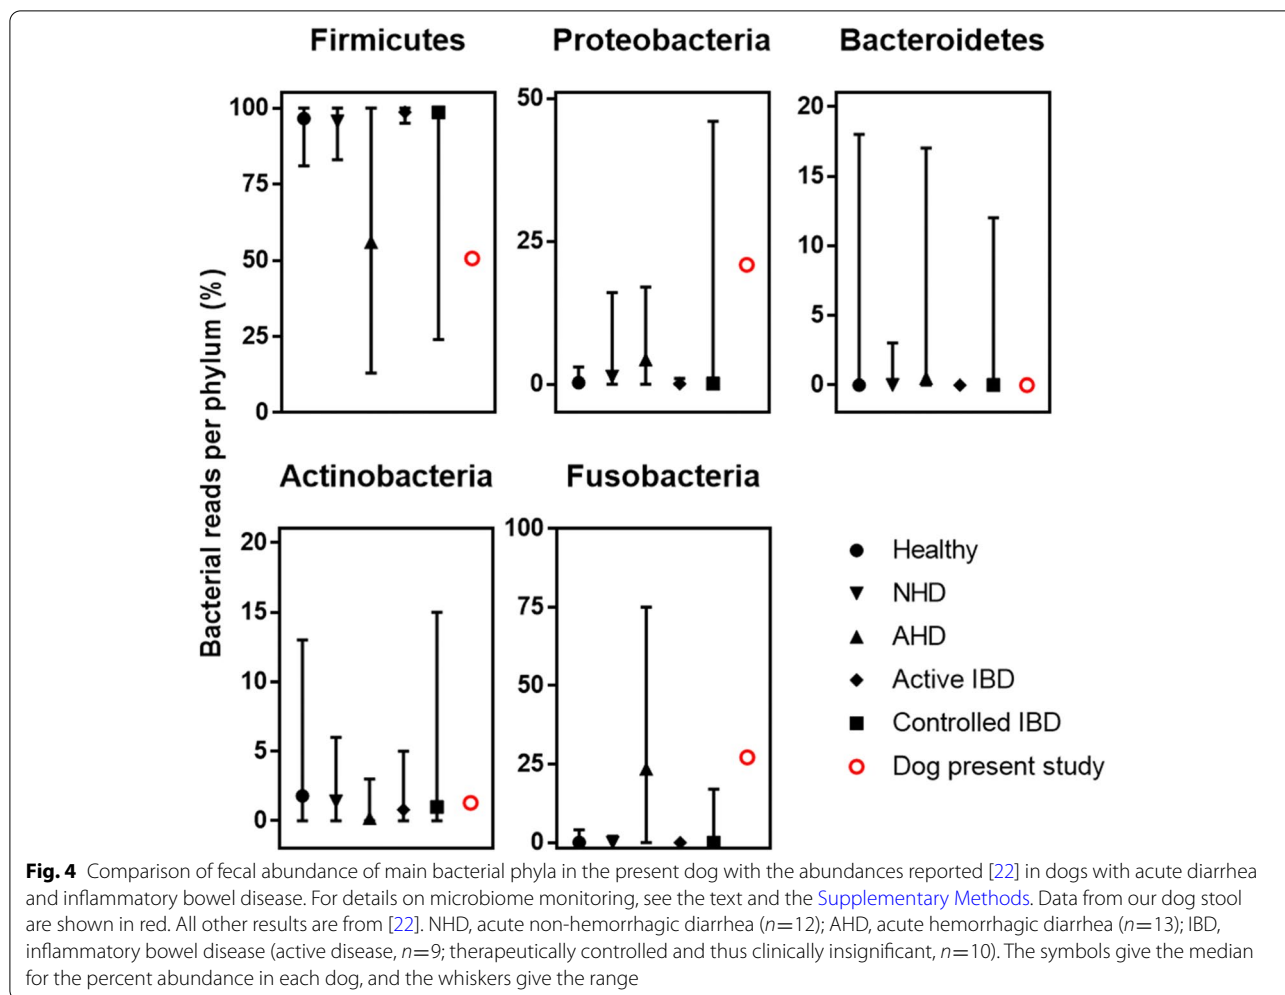 Firmicutes
Proteobacteria
Bacteroidetes
Bacterial reads per phylum (%)
100
75
50
25
0
50
25
0
20
15
10
5
0
Actinobacteria
Fusobacteria
20
15
10
5
0
100
75
50
25
0
Healthy
NHD
AHD
Active IBD
Controlled IBD
Dog present study
Fig. 4 Comparison of fecal abundance of main bacterial phyla in the present dog with the abundances reported [22] in dogs with acute diarrhea
and inflammatory bowel disease. For details on microbiome monitoring, see the text and the Supplementary Methods. Data from our dog stool
are shown in red. All other results are from [22]. NHD, acute non-hemorrhagic diarrhea (n=12); AHD, acute hemorrhagic diarrhea (n=13); IBD,
inflammatory bowel disease (active disease, n=9; therapeutically controlled and thus clinically insignificant, n=10). The symbols give the median
for the percent abundance in each dog, and the whiskers give the range